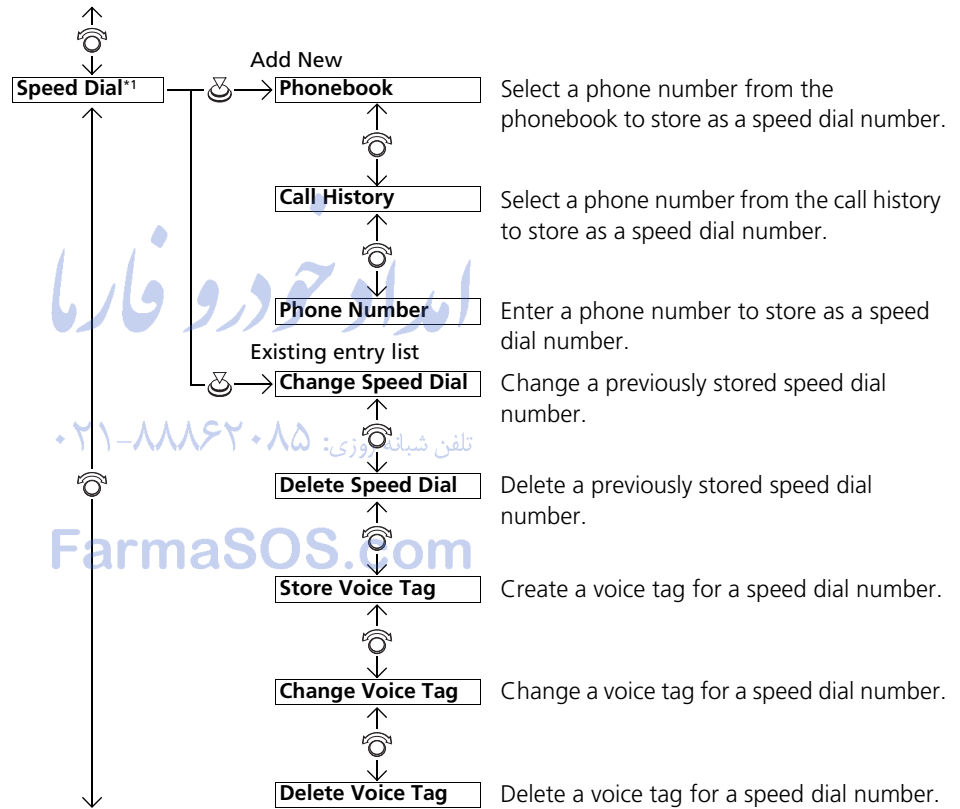 Add New
Speed Dial*1
Phonebook
Select a phone number from the
phonebook to store as a speed dial number.
Call History
Select a phone number from the call history
to store as a speed dial number.
امداد خودرو فارما
Phone Number
Enter a phone number to store as a speed
dial number.
Existing entry list
Change Speed Dial
Change a previously stored speed dial
number.
تلفن شبانه روزی: ۰۲۱-۸۸۸۶۲۰۸۵
Delete Speed Dial
Delete a previously stored speed dial
number.
FarmaSOS.com
Store Voice Tag
Create a voice tag for a speed dial number.
Change Voice Tag
Change a voice tag for a speed dial number.
Delete Voice Tag
Delete a voice tag for a speed dial number.